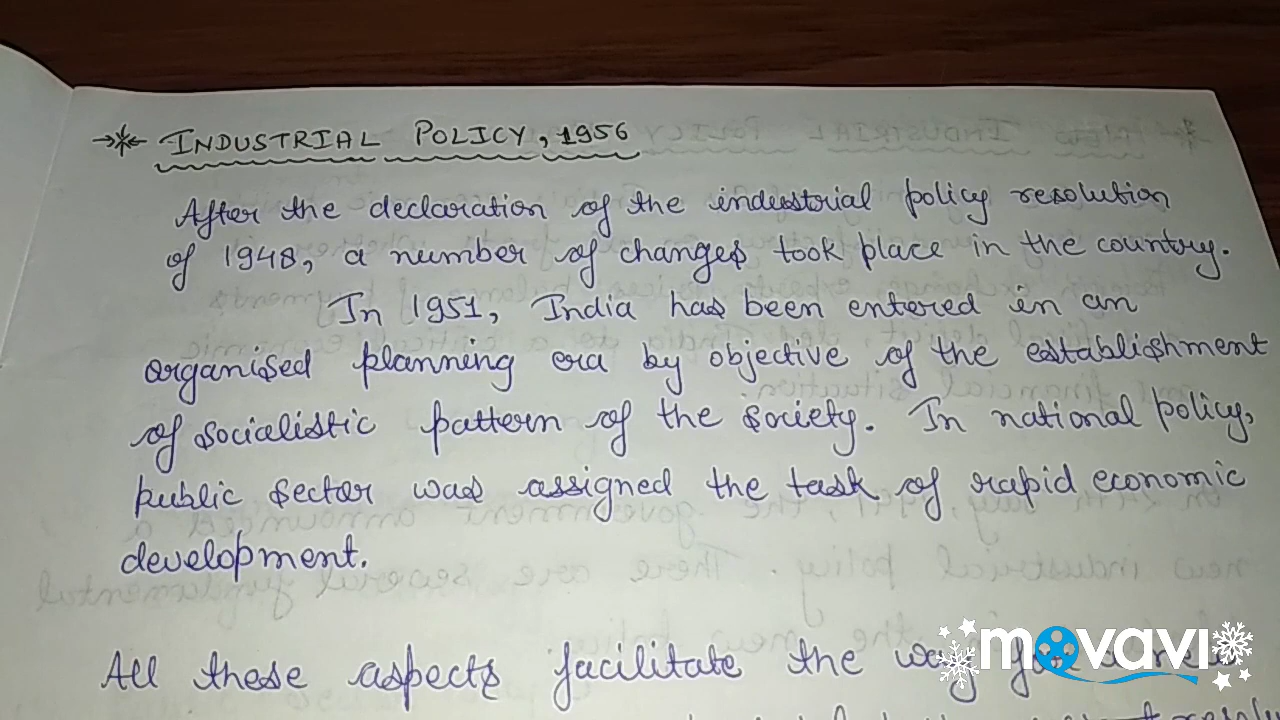 INDUSTRIAL POLICY, 1956
After the declaration of the industrial policy resolution
of 1948, a number of changes took place in the country.
In 1951, India has been entered in an
organised planning era by objective of the establishment
of socialistic pattern of the society. In national policy,
public sector was assigned the task of rapid economic
development.
All these aspects facilitate the way for
movavi